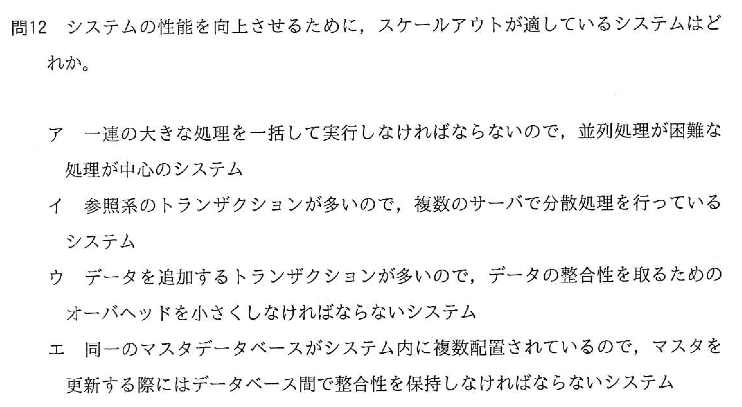 問12 システムの性能を向上させるために，スケールアウトが適しているシステムはど
れか。
ア 一連の大きな処理を一括して実行しなければならないので，並列処理が困難な
処理が中心のシステム
イ 参照系のトランザクションが多いので，複数のサーバで分散処理を行っている
システム
ウ データを追加するトランザクションが多いので，データの整合性を取るための
オーバヘッドを小さくしなければならないシステム
エ 同一のマスタデータベースがシステム内に複数配置されているので，マスタを
更新する際にはデータベース間で整合性を保持しなければならないシステム